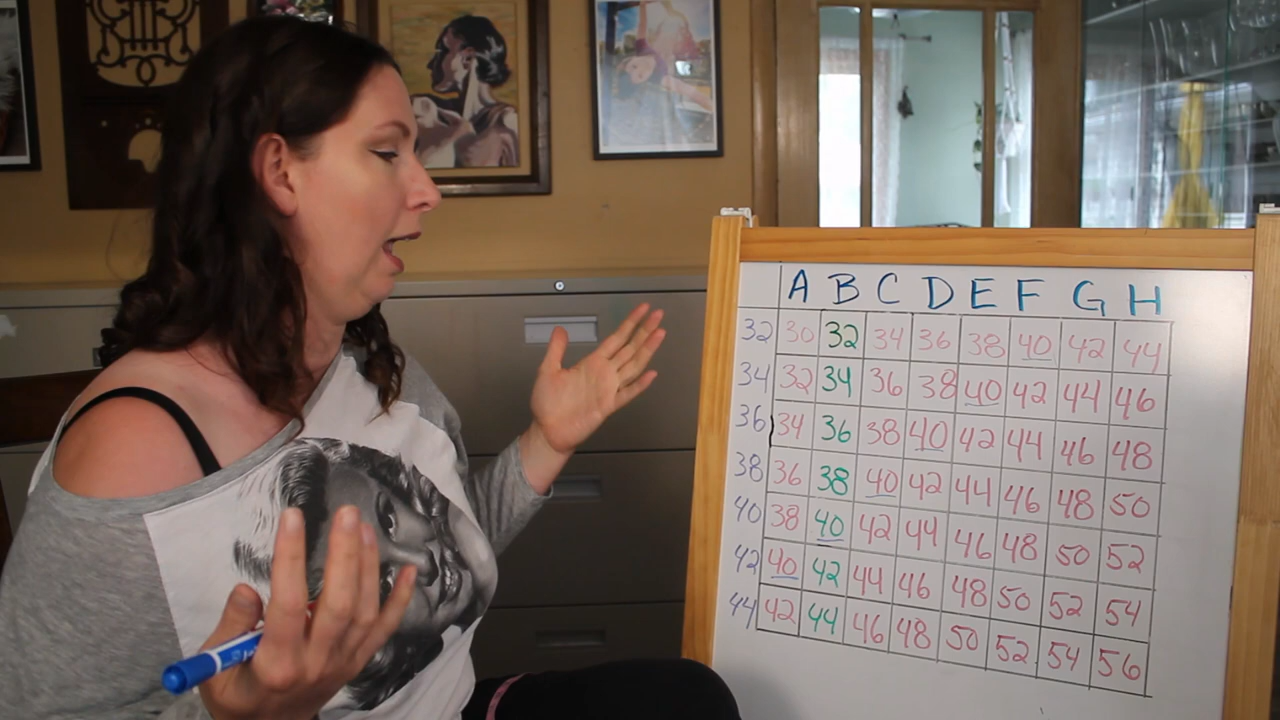 A B C D E F G H
32 30 32 34 36 38 40 42 44
34 32 34 36 38 40 42 44 46
36 34 36 38 40 42 44 46 48
38 36 38 40 42 44 46 48 50
40 38 40 42 44 46 48 50 52
42 40 42 44 46 48 50 52 54
44 42 44 46 48 50 52 54 56